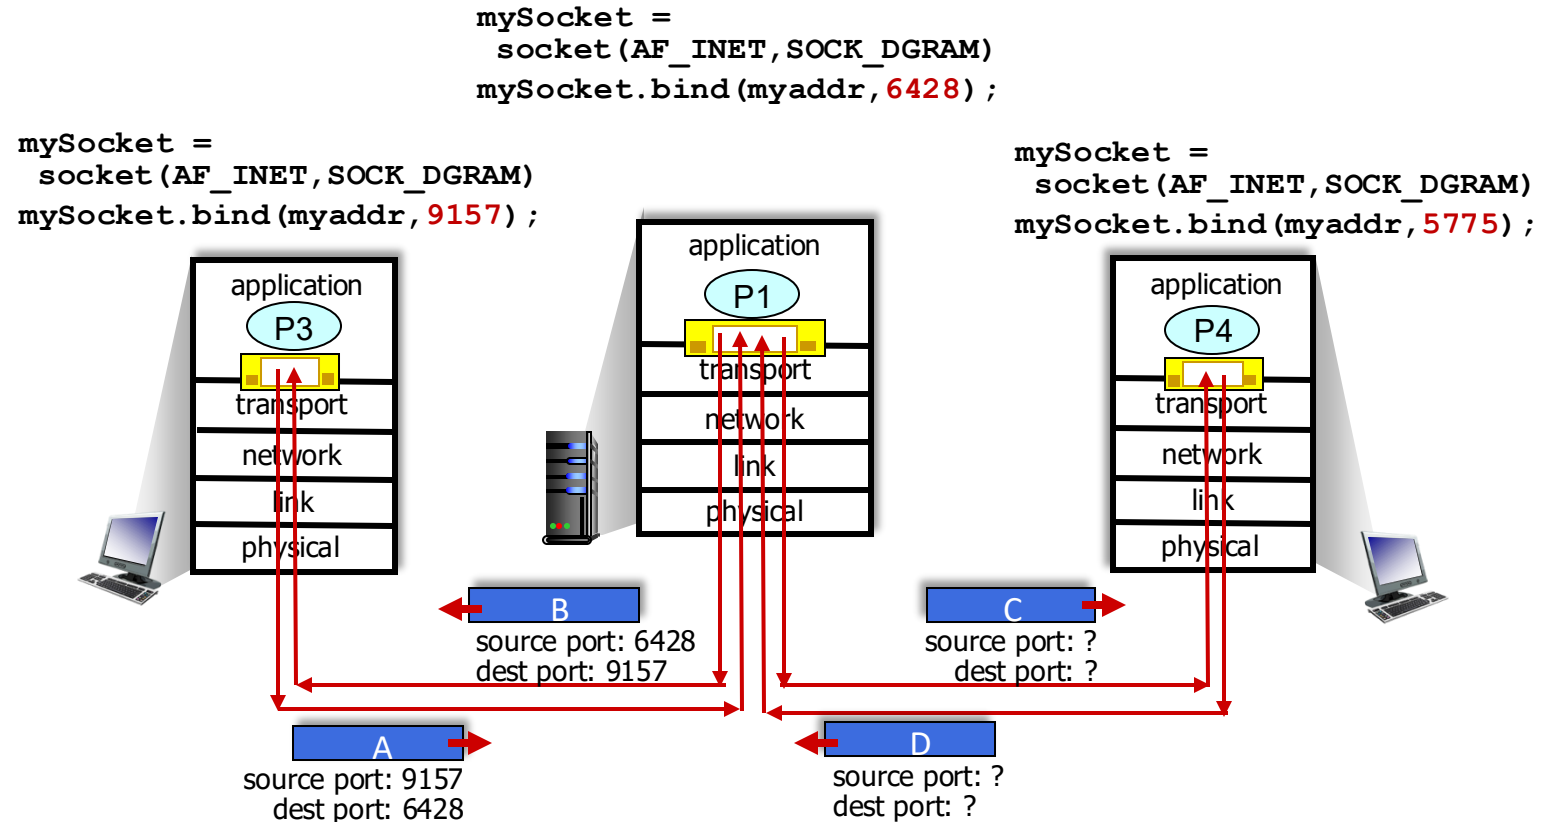 mySocket =
socket(AF_INET,SOCK_DGRAM)
mySocket.bind(myaddr,6428);
mySocket =
socket(AF_INET,SOCK_DGRAM)
mySocket.bind(myaddr,9157);
mySocket =
socket(AF_INET,SOCK_DGRAM)
mySocket.bind(myaddr,5775);
application
P3
transport
network
link
physical
application
P1
transport
network
link
physical
application
P4
transport
network
link
physical
B
source port: 6428
dest port: 9157
C
source port: ?
dest port: ?
A
source port: 9157
dest port: 6428
D
source port: ?
dest port: ?